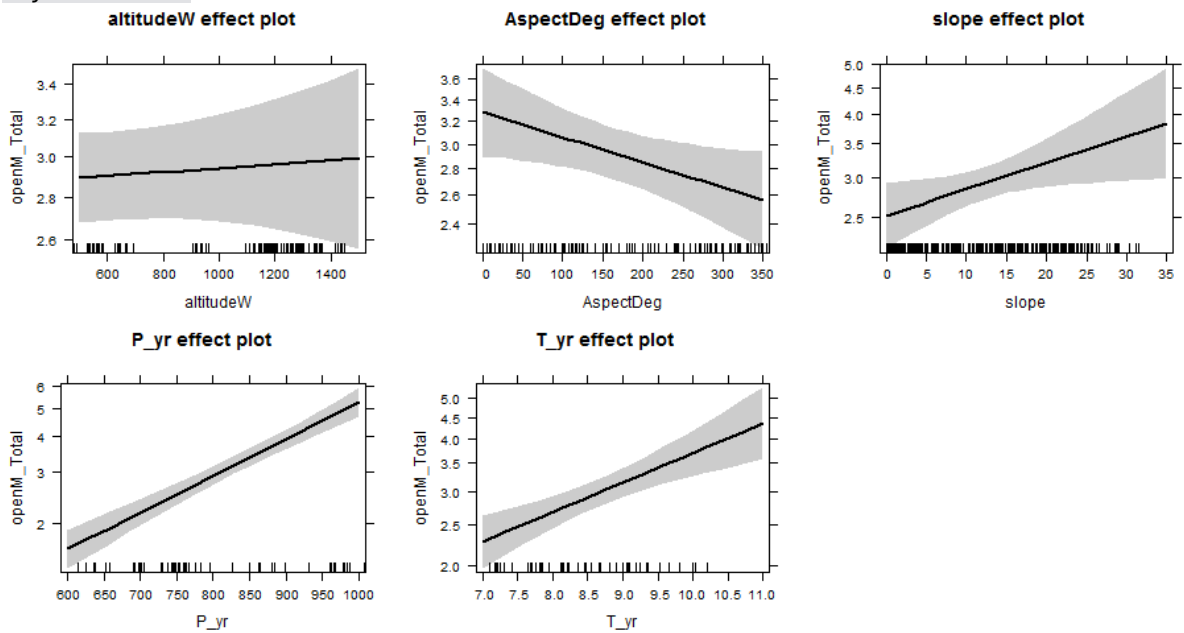 altitudeW effect plot
openM_Total
3.4
3.2
3.0
2.8
2.6
600 800 1000 1200 1400
altitudeW
AspectDeg effect plot
openM_Total
3.6
3.4
3.2
3.0
2.8
2.6
2.4
0 50 100 150 200 250 300 350
AspectDeg
slope effect plot
openM_Total
5.0
4.5
4.0
3.5
3.0
2.5
0 5 10 15 20 25 30 35
slope
P_yr effect plot
openM_Total
6
5
4
3
2
600 650 700 750 800 850 900 950 1000
P_yr
T_yr effect plot
openM_Total
5.0
4.5
4.0
3.5
3.0
2.5
2.0
7.0 7.5 8.0 8.5 9.0 9.5 10.0 10.5 11.0
T_yr